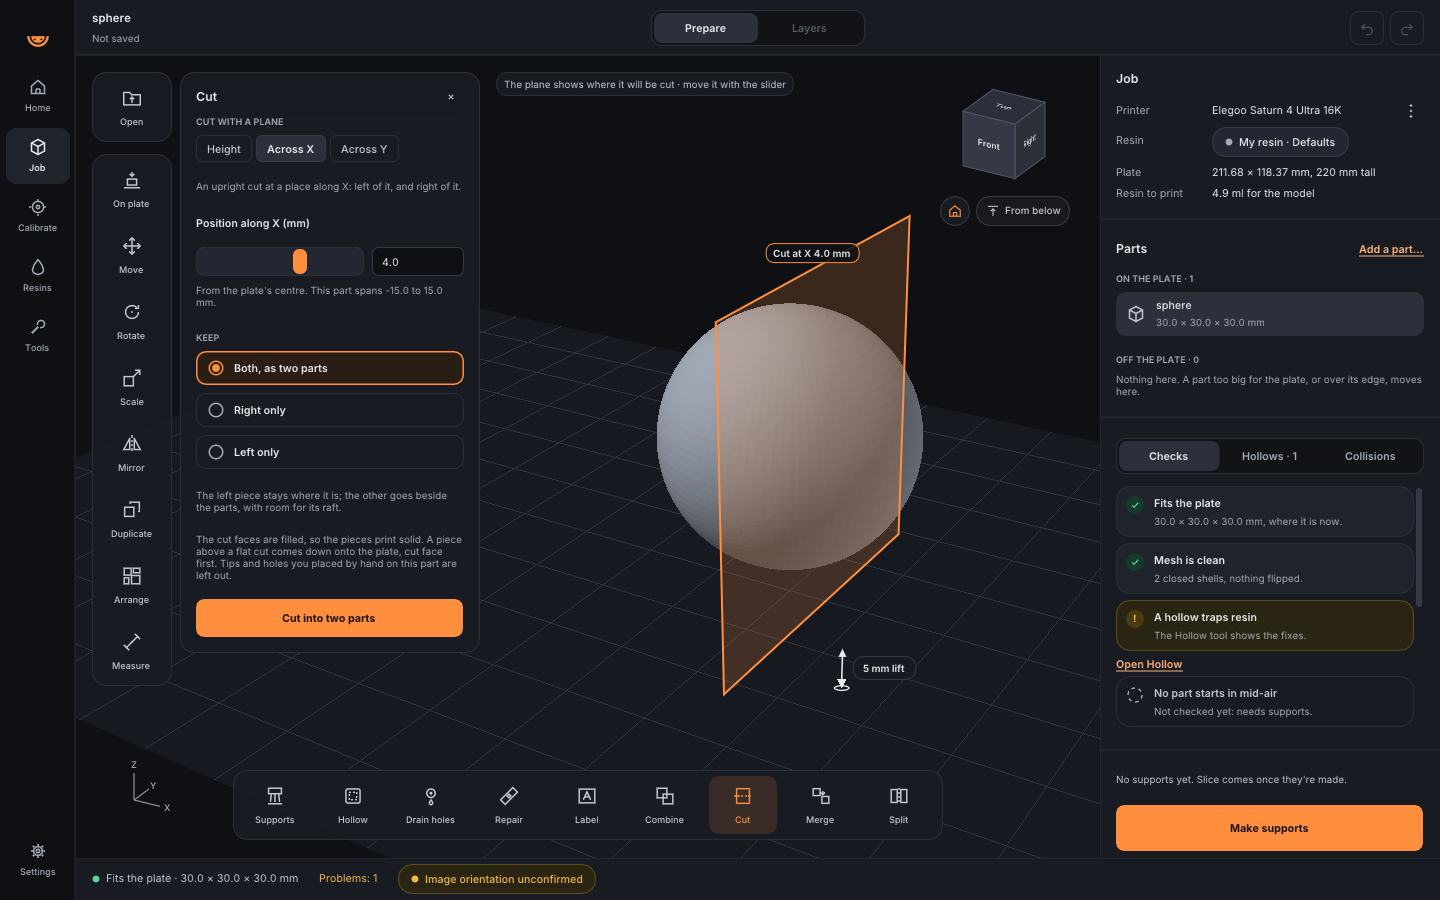 sphere
Not saved
Prepare
Layers
Home
Job
Calibrate
Resins
Tools
Settings
Open
On plate
Move
Rotate
Scale
Mirror
Duplicate
Arrange
Measure
Cut
×
CUT WITH A PLANE
Height
Across X
Across Y
An upright cut at a place along X: left of it, and right of it.
Position along X (mm)
4.0
From the plate's centre. This part spans -15.0 to 15.0
mm.
KEEP
Both, as two parts
Right only
Left only
The left piece stays where it is; the other goes beside
the parts, with room for its raft.
The cut faces are filled, so the pieces print solid. A piece
above a flat cut comes down onto the plate, cut face
first. Tips and holes you placed by hand on this part are
left out.
Cut into two parts
The plane shows where it will be cut · move it with the slider
Top
Front
Right
From below
Cut at X 4.0 mm
5 mm lift
Z
Y
X
Supports
Hollow
Drain holes
Repair
Label
Combine
Cut
Merge
Split
Job
Printer
Elegoo Saturn 4 Ultra 16K
Resin
My resin · Defaults
Plate
211.68 × 118.37 mm, 220 mm tall
Resin to print
4.9 ml for the model
Parts
Add a part...
ON THE PLATE · 1
sphere
30.0 × 30.0 × 30.0 mm
OFF THE PLATE · 0
Nothing here. A part too big for the plate, or over its edge, moves
here.
Checks
Hollows · 1
Collisions
Fits the plate
30.0 × 30.0 × 30.0 mm, where it is now.
Mesh is clean
2 closed shells, nothing flipped.
A hollow traps resin
The Hollow tool shows the fixes.
Open Hollow
No part starts in mid-air
Not checked yet: needs supports.
No supports yet. Slice comes once they're made.
Make supports
Fits the plate · 30.0 × 30.0 × 30.0 mm
Problems: 1
Image orientation unconfirmed